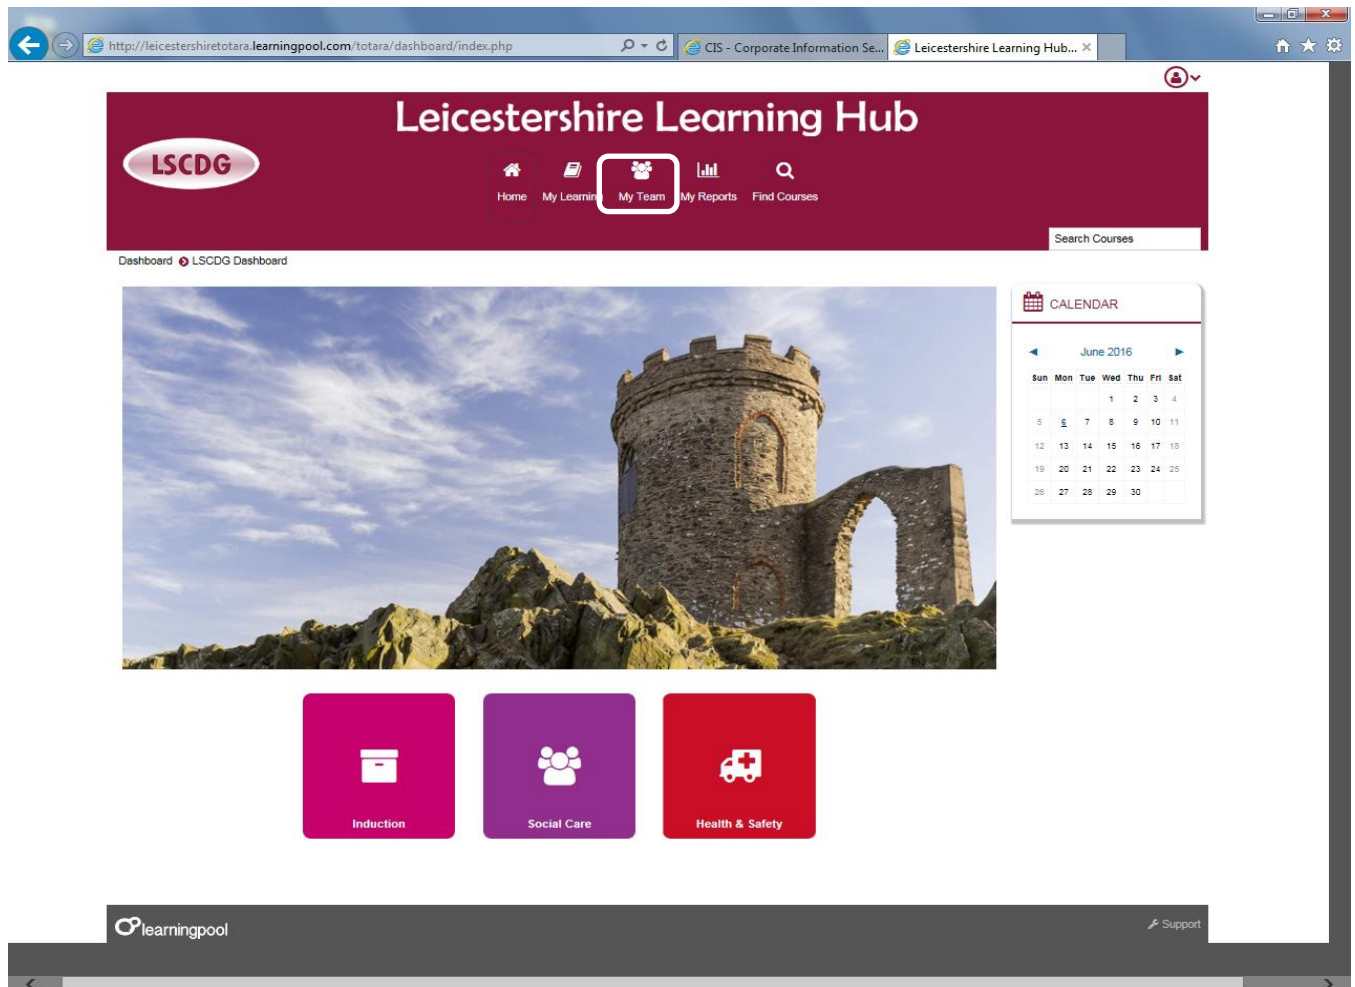 http://leicestershiretotara.learningpool.com/totara/dashboard/index.php
CIS - Corporate Information Se...
Leicestershire Learning Hub...
Leicestershire Learning Hub
LSCDG
Home My Learning My Team My Reports Find Courses
Search Courses
Dashboard LSCDG Dashboard
CALENDAR
June 2016
Sun Mon Tue Wed Thu Fri Sat
1 2 3 4
5 6 7 8 9 10 11
12 13 14 15 16 17 18
19 20 21 22 23 24 25
26 27 28 29 30
Induction
Social Care
Health & Safety
learningpool
Support